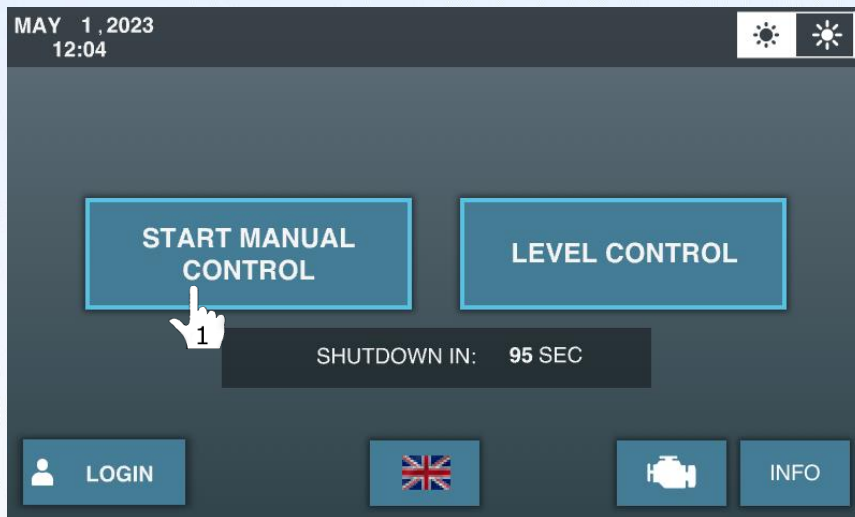 MAY 1,2023
12:04
START MANUAL
CONTROL
LEVEL CONTROL
1
SHUTDOWN IN: 95 SEC
LOGIN
INFO